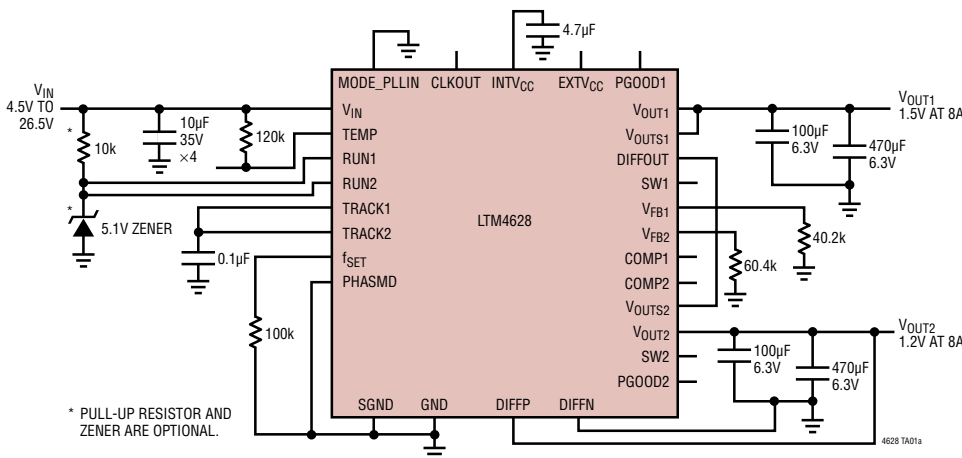 4.7µF
MODE_PLLIN CLKOUT INTVCC EXTVCC PGOOD1
VIN
4.5V TO
26.5V
*
10k
10µF
35V
×4
120k
*
5.1V ZENER
0.1µF
100k
VIN
TEMP
RUN1
RUN2
TRACK1
TRACK2
fSET
PHASMD
LTM4628
VOUT1
VOUTS1
DIFFOUT
SW1
VFB1
VFB2
COMP1
COMP2
VOUTS2
VOUT2
SW2
PGOOD2
SGND GND DIFFP DIFFN
VOUT1
1.5V AT 8A
100µF
6.3V
470µF
6.3V
40.2k
60.4k
VOUT2
1.2V AT 8A
100µF
6.3V
470µF
6.3V
* PULL-UP RESISTOR AND
ZENER ARE OPTIONAL.
4628 TA01a